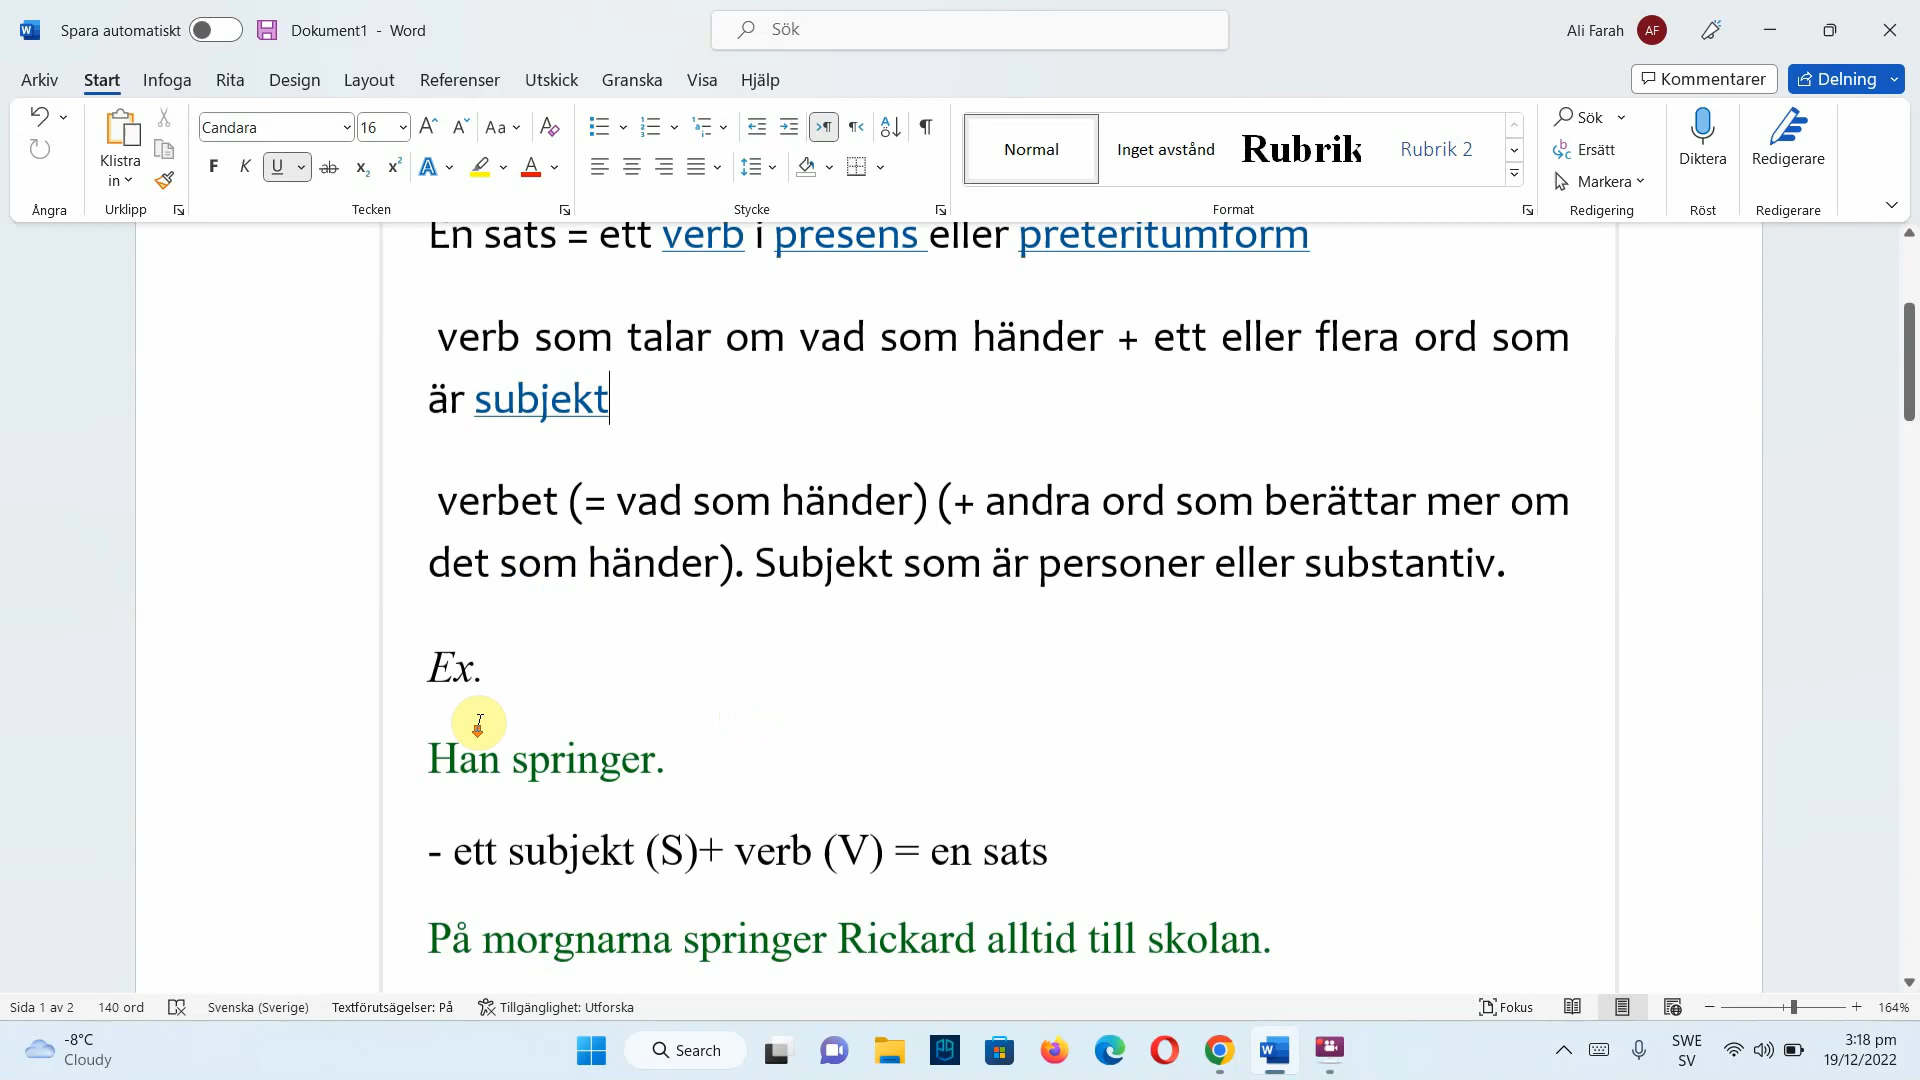 Spara automatiskt
Dokument1 - Word
Sök
Ali Farah
AF
Arkiv
Start
Infoga
Rita
Design
Layout
Referenser
Utskick
Granska
Visa
Hjälp
Kommentarer
Delning
Klistra
in
Candara
16
Aa
F
K
U
ab
Normal
Inget avstånd
Rubrik
Rubrik 2
Sök
Ersätt
Markera
Diktera
Redigerare
Ångra
Urklipp
Tecken
Stycke
Format
Redigering
Röst
Redigerare
En sats = ett verb i presens eller preteritumform
verb som talar om vad som händer + ett eller flera ord som
är subjekt
verbet (= vad som händer) (+ andra ord som berättar mer om
det som händer). Subjekt som är personer eller substantiv.
Ex.
Han springer.
- ett subjekt (S)+ verb (V) = en sats
På morgnarna springer Rickard alltid till skolan.
Sida 1 av 2
140 ord
Svenska (Sverige)
Textförutsägelser: På
Tillgänglighet: Utforska
Fokus
164%
-8°C
Cloudy
Search
SWE
SV
3:18 pm
19/12/2022